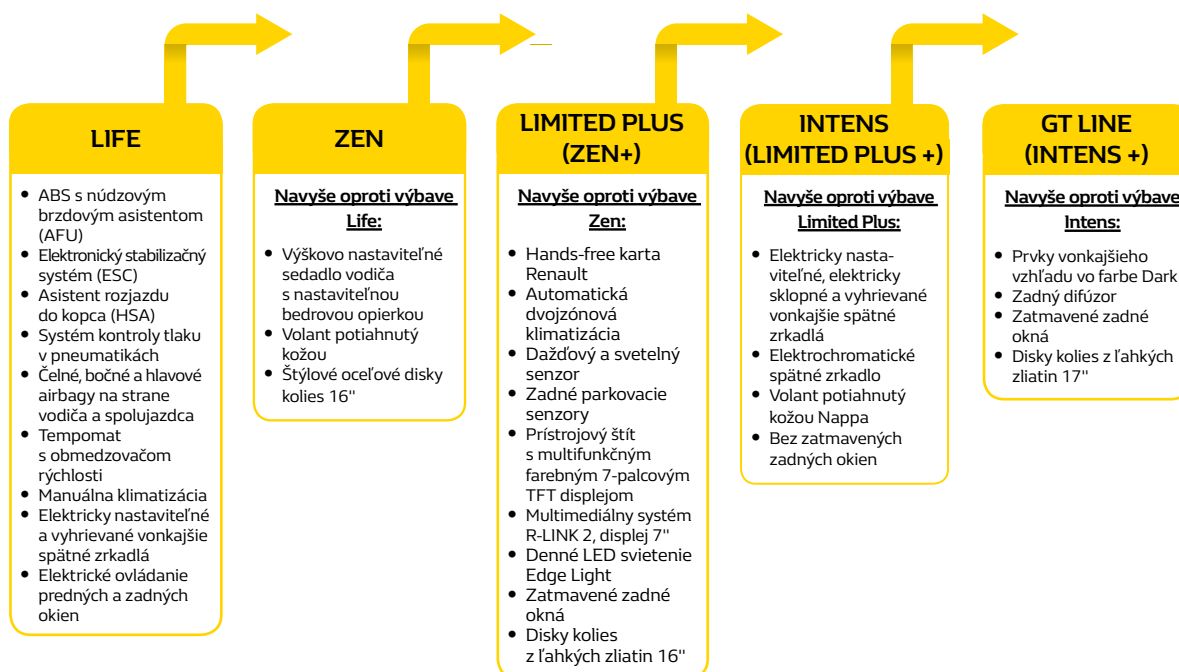 LIFE
ABS s núdzovým
brzdovým asistentom
(AFU)
Elektronický stabilizačný
systém (ESC)
Asistent rozjazdu
do kopca (HSA)
Systém kontroly tlaku
v pneumatikách
Čelné, bočné a hlavové
airbagy na strane
vodiča a spolujazdca
Tempomat
s obmedzovačom
rýchlosti
Manuálna klimatizácia
Elektricky nastaviteľné
a vyhrievané vonkajšie
spätné zrkadlá
Elektrické ovládanie
predných a zadných
okien
ZEN
Navyše oproti výbave
Life:
Výškovo nastaviteľné
sedadlo vodiča
s nastaviteľnou
bedrovou opierkou
Volant potiahnutý
kožou
Štýlové oceľové disky
kolies 16"
LIMITED PLUS
(ZEN+)
Navyše oproti výbave
Zen:
Hands-free karta
Renault
Automatická
dvojzónová
klimatizácia
Dažďový a svetelný
senzor
Zadné parkovacie
senzory
Prístrojový štít
s multifunkčným
farebným 7-palcovým
TFT displejom
Multimediálny systém
R-LINK 2, displej 7"
Denné LED svietenie
Edge Light
Zatmavené zadné
okná
Disky kolies
z ľahkých zliatin 16"
INTENS
(LIMITED PLUS +)
Navyše oproti výbave
Limited Plus:
Elektricky nasta-
viteľné, elektricky
sklopné a vyhrievané
vonkajšie spätné
zrkadlá
Elektrochromatické
spätné zrkadlo
Volant potiahnutý
kožou Nappa
Bez zatmavených
zadných okien
GT LINE
(INTENS +)
Navyše oproti výbave
Intens:
Prvky vonkajšieho
vzhľadu vo farbe Dark
Zadný difúzor
Zatmavené zadné
okná
Disky kolies z ľahkých
zliatin 17"